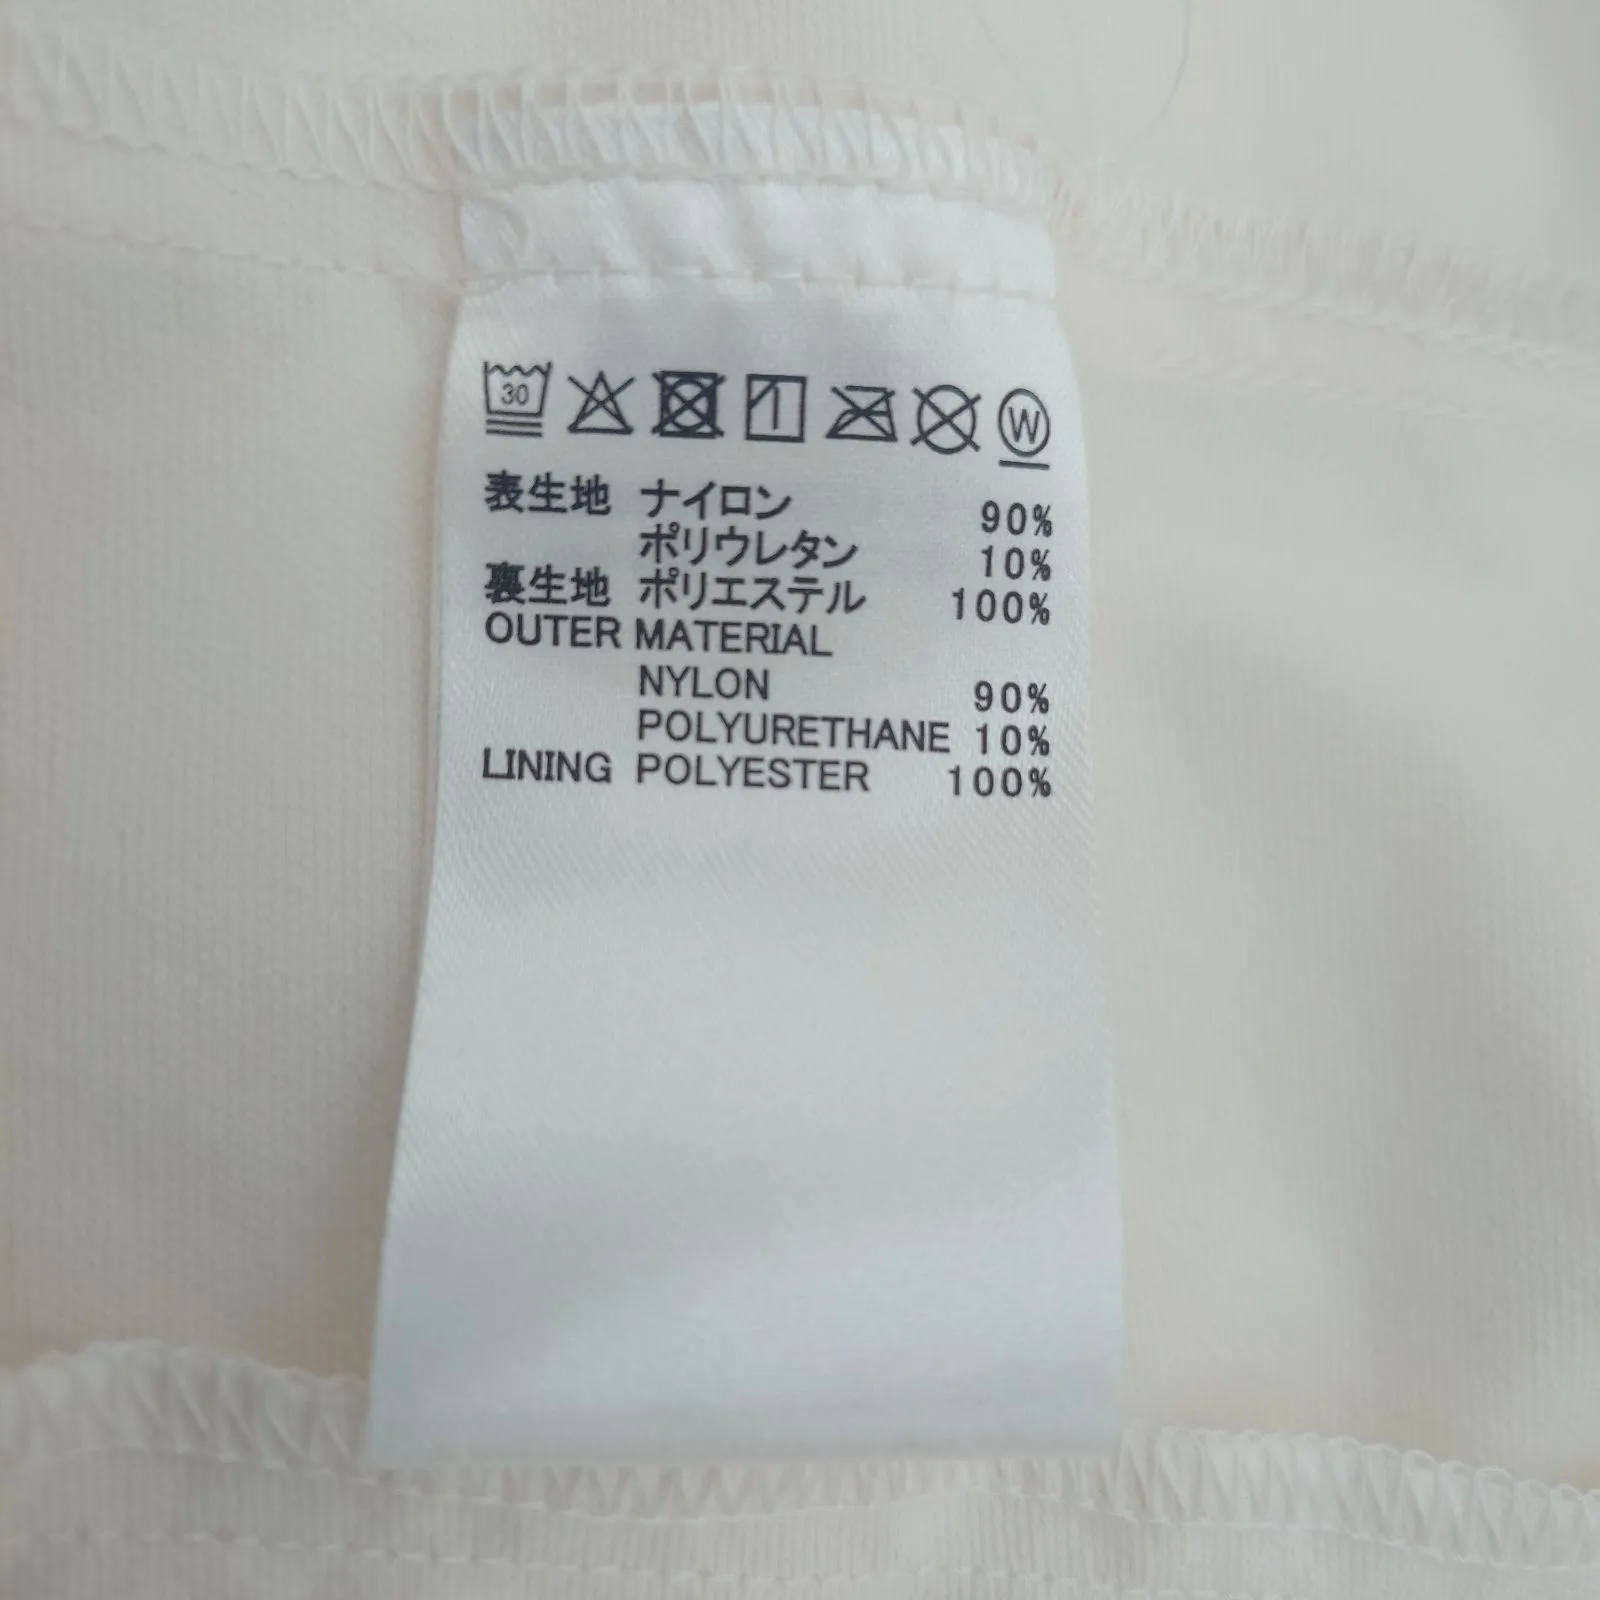 30
W
表生地 ナイロン 90%
ポリウレタン 10%
裏生地 ポリエステル 100%
OUTER MATERIAL
NYLON 90%
POLYURETHANE 10%
LINING POLYESTER 100%